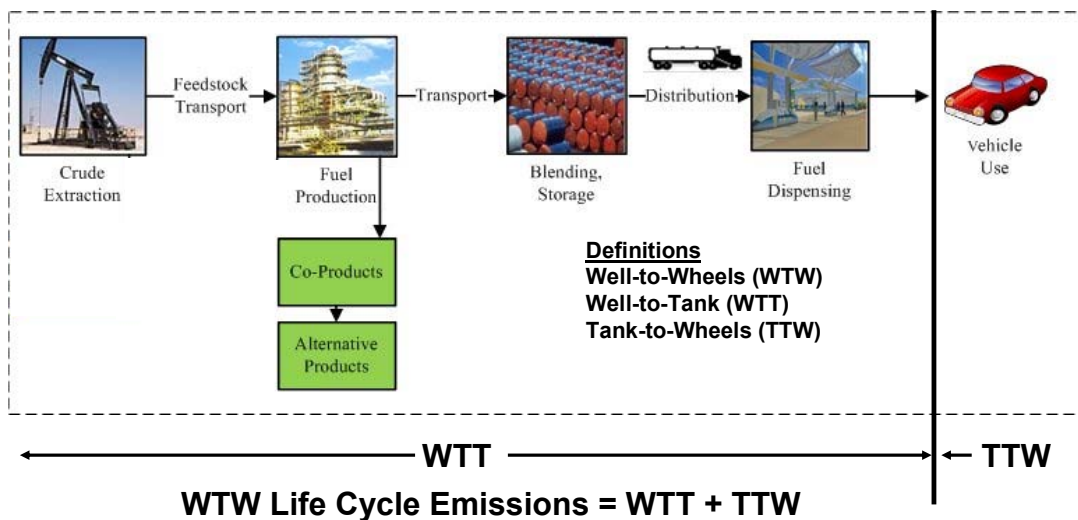 Feedstock
Transport
Transport
Distribution
Crude
Extraction
Fuel
Production
Blending,
Storage
Fuel
Dispensing
Vehicle
Use
Co-Products
Alternative
Products
Definitions
Well-to-Wheels (WTW)
Well-to-Tank (WTT)
Tank-to-Wheels (TTW)
WTT
TTW
WTW Life Cycle Emissions = WTT + TTW